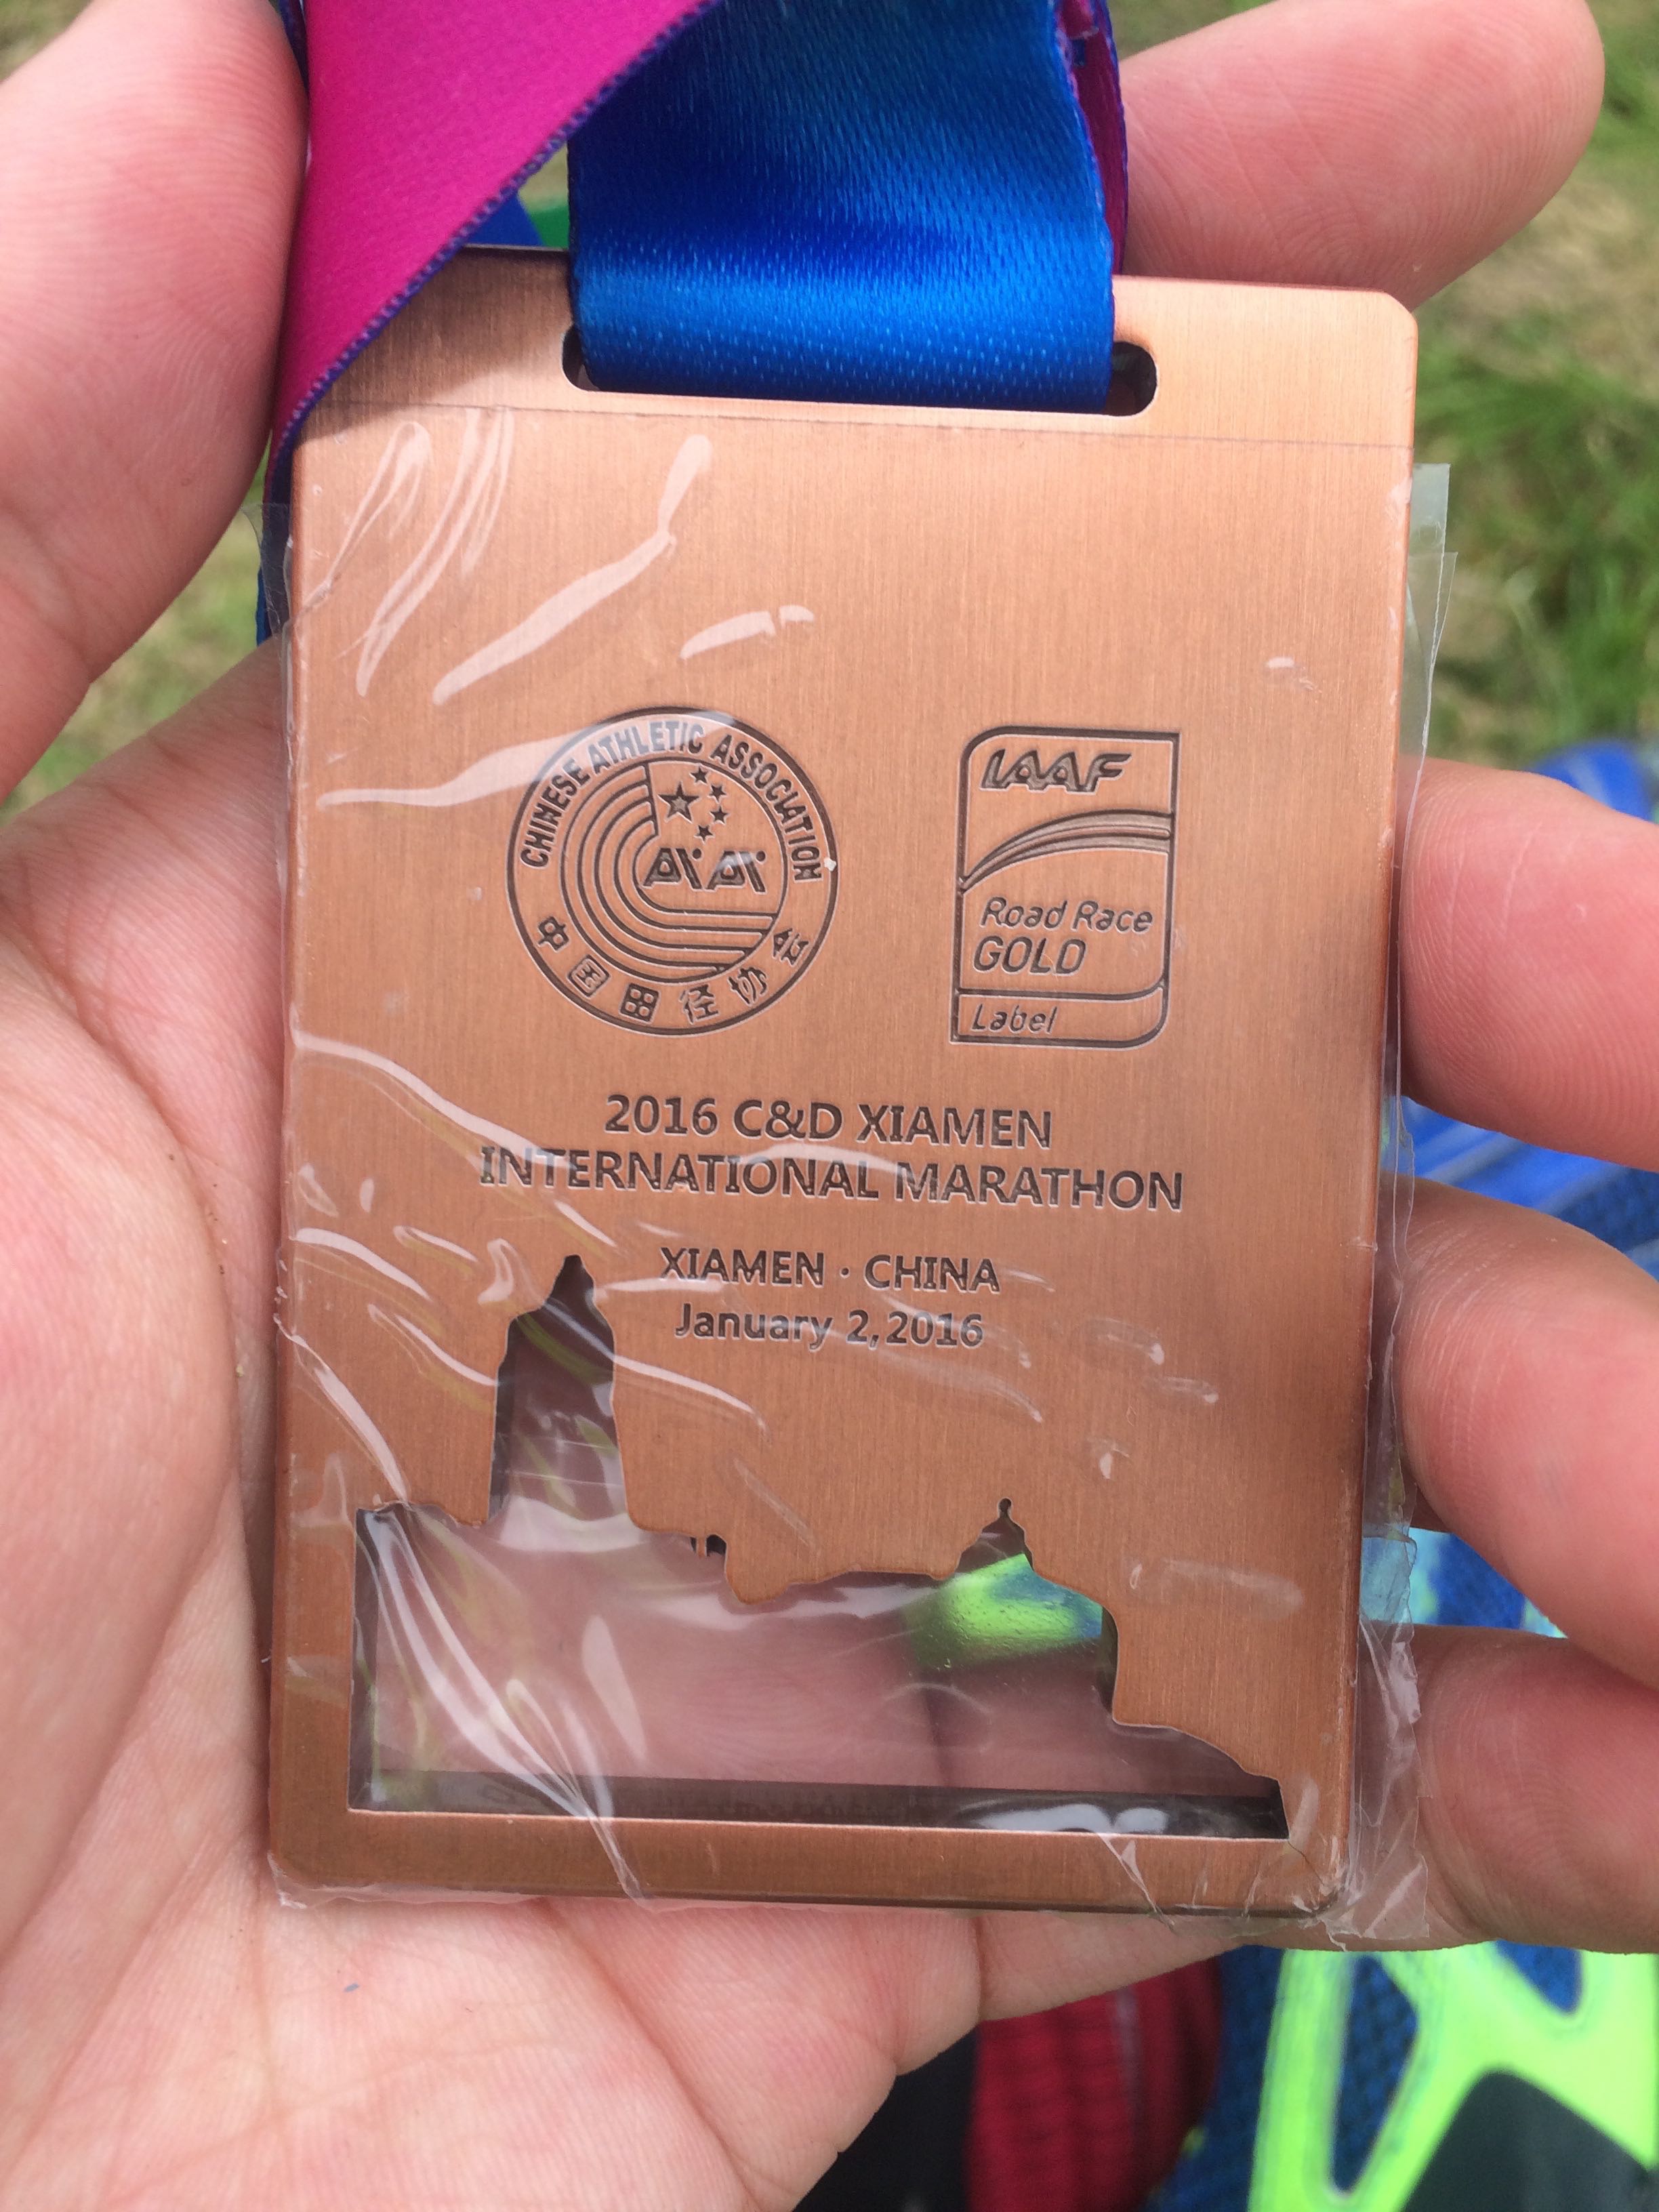 CHINESE ATHLETIC ASSOCIATION
中国田径协会
IAAF
Road Race
GOLD
Label
2016 C&D XIAMEN
INTERNATIONAL MARATHON
XIAMEN · CHINA
January 2,2016